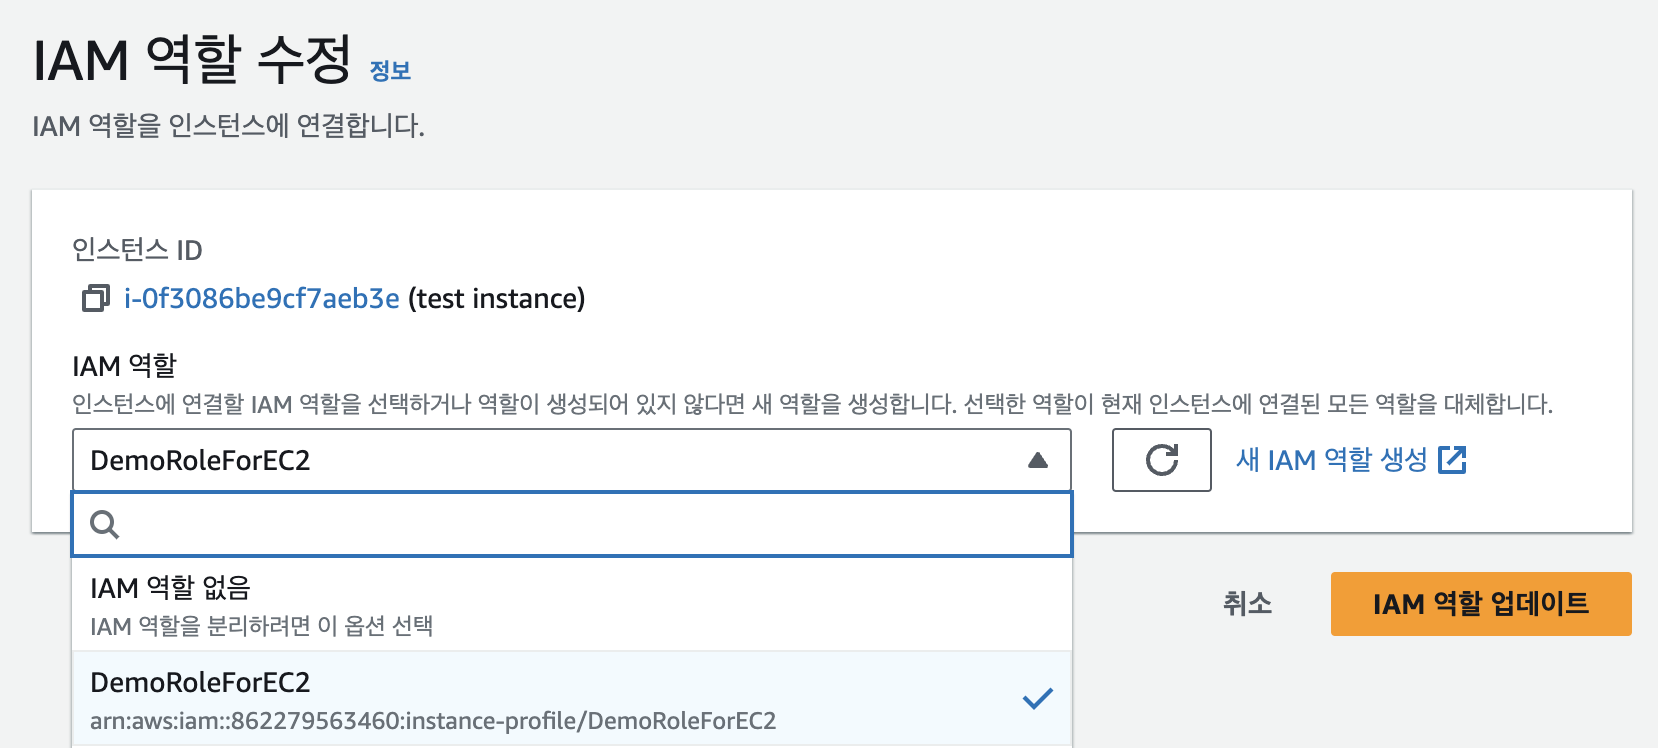 IAM 역할 수정 정보
IAM 역할을 인스턴스에 연결합니다.
인스턴스 ID
i-0f3086be9cf7aeb3e (test instance)
IAM 역할
인스턴스에 연결할 IAM 역할을 선택하거나 역할이 생성되어 있지 않다면 새 역할을 생성합니다. 선택한 역할이 현재 인스턴스에 연결된 모든 역할을 대체합니다.
DemoRoleForEC2
새 IAM 역할 생성
IAM 역할 없음
IAM 역할을 분리하려면 이 옵션 선택
취소
IAM 역할 업데이트
DemoRoleForEC2
arn:aws:iam::862279563460:instance-profile/DemoRoleForEC2